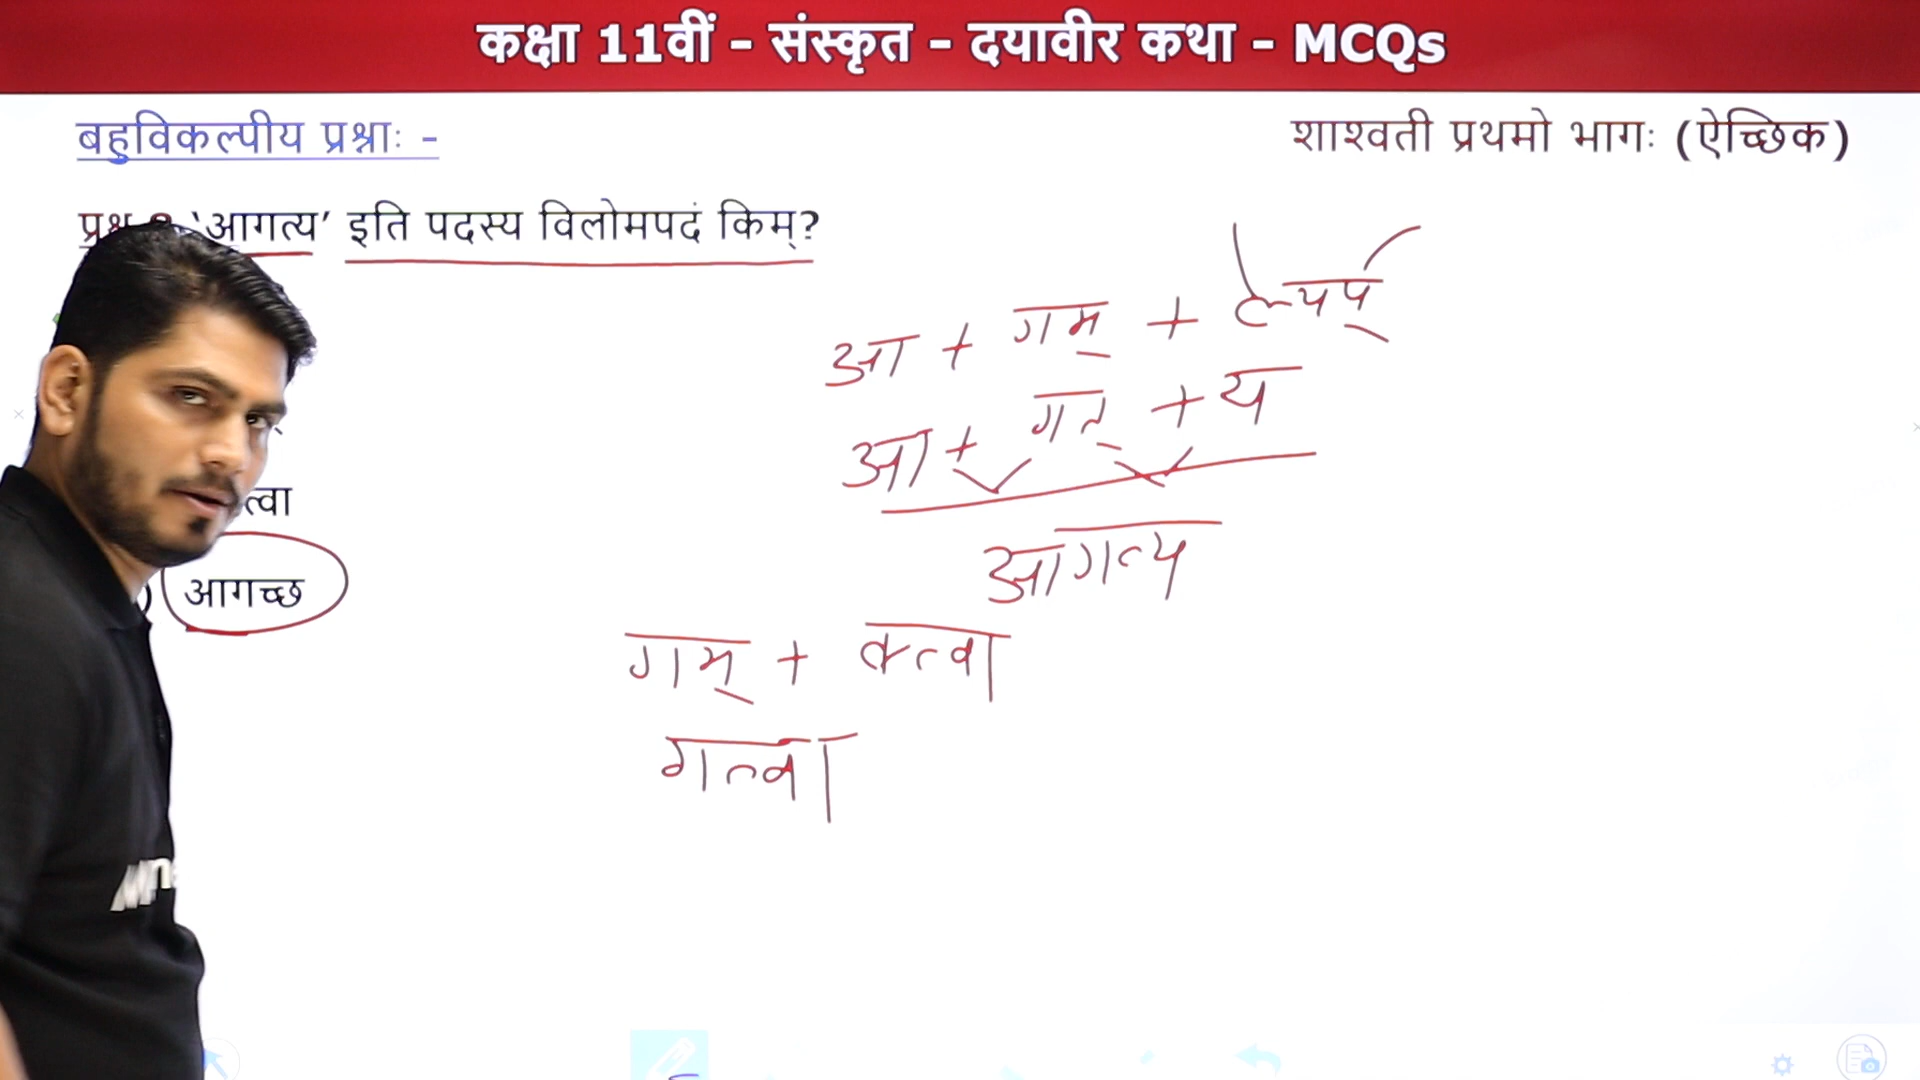 कक्षा 11वीं - संस्कृत - दयावीर कथा - MCQs
बहुविकल्पीय प्रश्नाः -
शाश्वती प्रथमो भागः (ऐच्छिक)
'आगत्य' इति पदस्य विलोमपदं किम्?
आ + गम् + ल्यप्
आ + गत् + य
त्वा
आगत्य
आगच्छ
गम् + क्त्वा
गत्वा